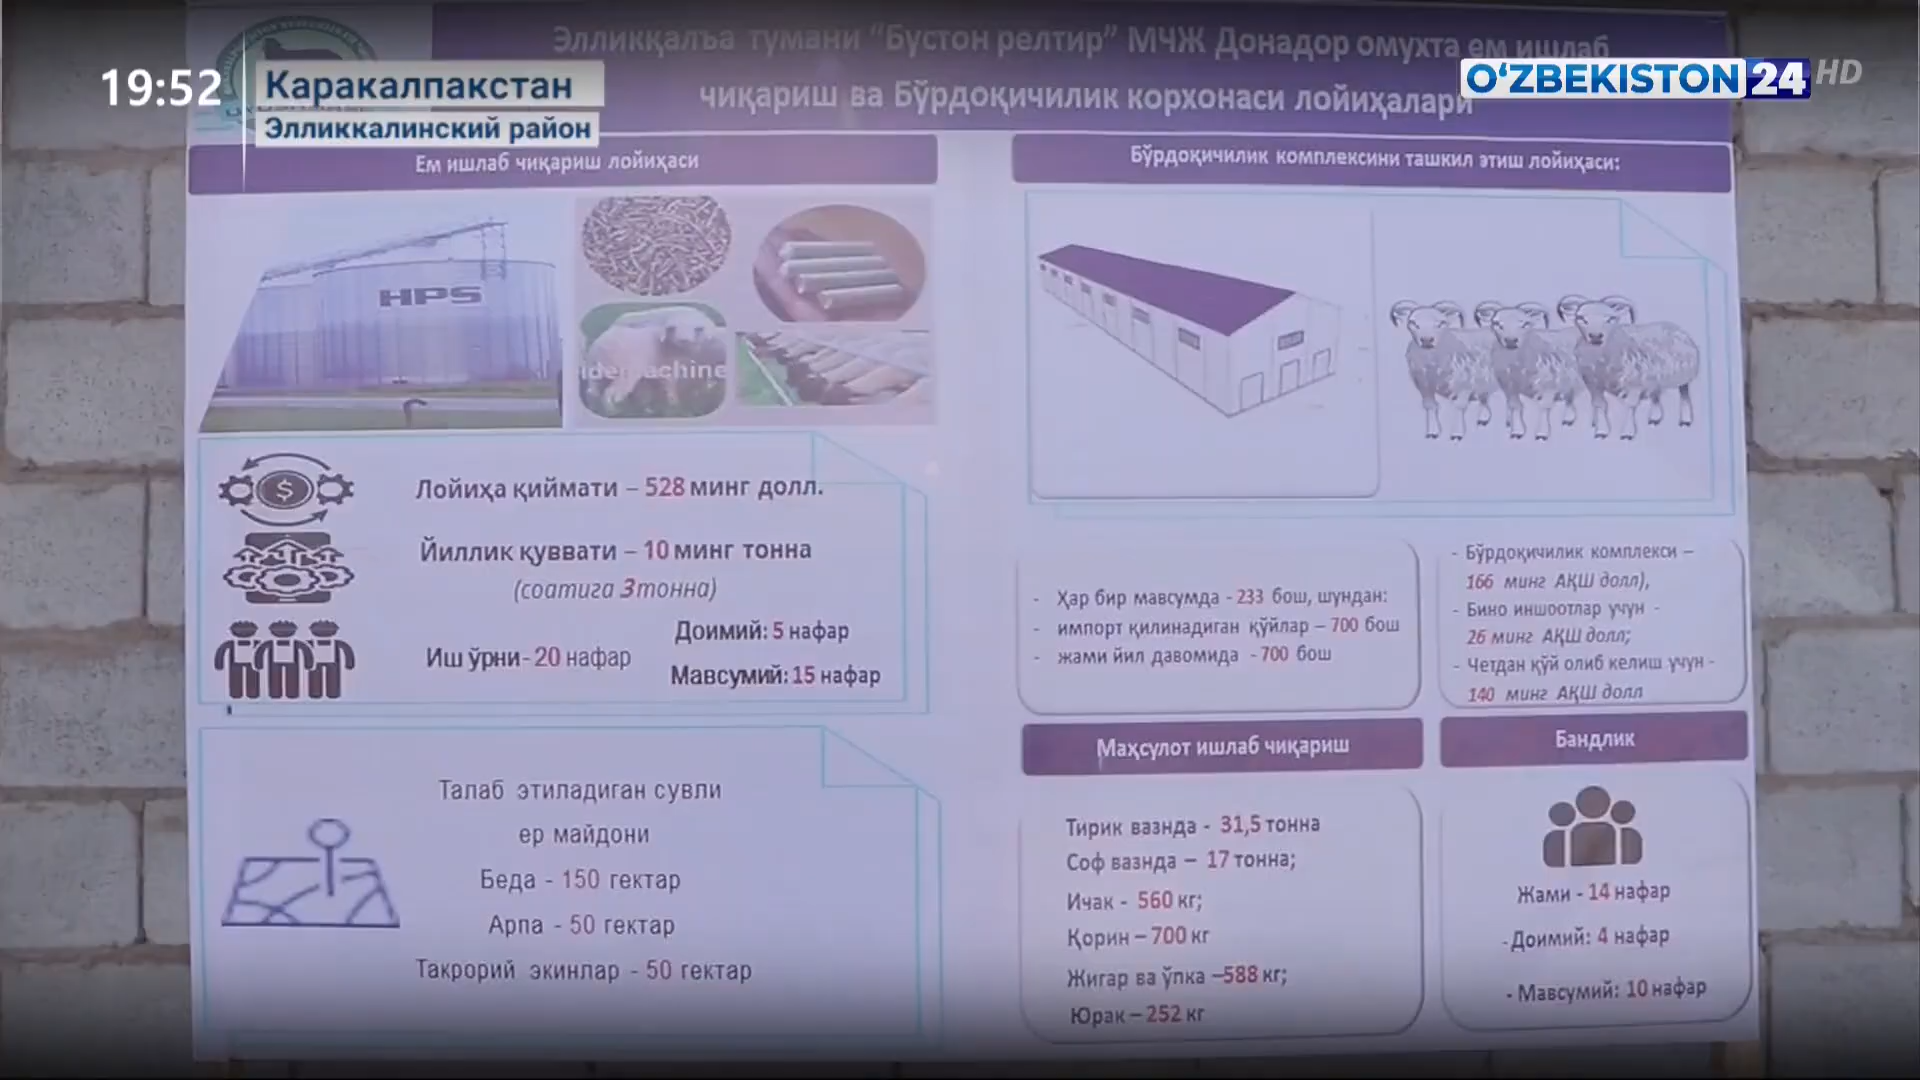 19:52
Каракалпакстан
Элликкалинский район
O‘ZBEKISTON 24 HD
Элликқалъа тумани “Бустон релтир” МЧЖ Донадор омухта ем ишлаб
чиқариш ва Бўрдоқичилик корхонаси лойиҳалари
Ем ишлаб чиқариш лойиҳаси
HPS
Лойиҳа қиймати – 528 минг долл.
Йиллик қуввати – 10 минг тонна
(соатига 3тонна)
Иш ўрни- 20 нафар
Доимий: 5 нафар
Мавсумий: 15 нафар
Талаб этиладиган сувли
ер майдони
Беда - 150 гектар
Арпа - 50 гектар
Такрорий экинлар - 50 гектар
Бўрдоқичилик комплексини ташкил этиш лойиҳаси:
- Ҳар бир мавсумда - 233 бош, шундан:
- импорт қилинадиган қўйлар – 700 бош
- жами йил давомида - 700 бош
- Бўрдоқичилик комплекси –
166 минг АҚШ долл),
- Бино иншоотлар учун -
26 минг АҚШ долл;
- Четдан қўй олиб келиш учун -
140 минг АҚШ долл
Маҳсулот ишлаб чиқариш
Тирик вазнда - 31,5 тонна
Соф вазнда – 17 тонна;
Ичак - 560 кг;
Қорин – 700 кг
Жигар ва ўпка –588 кг;
Юрак – 252 кг
Бандлик
Жами - 14 нафар
-Доимий: 4 нафар
- Мавсумий: 10 нафар